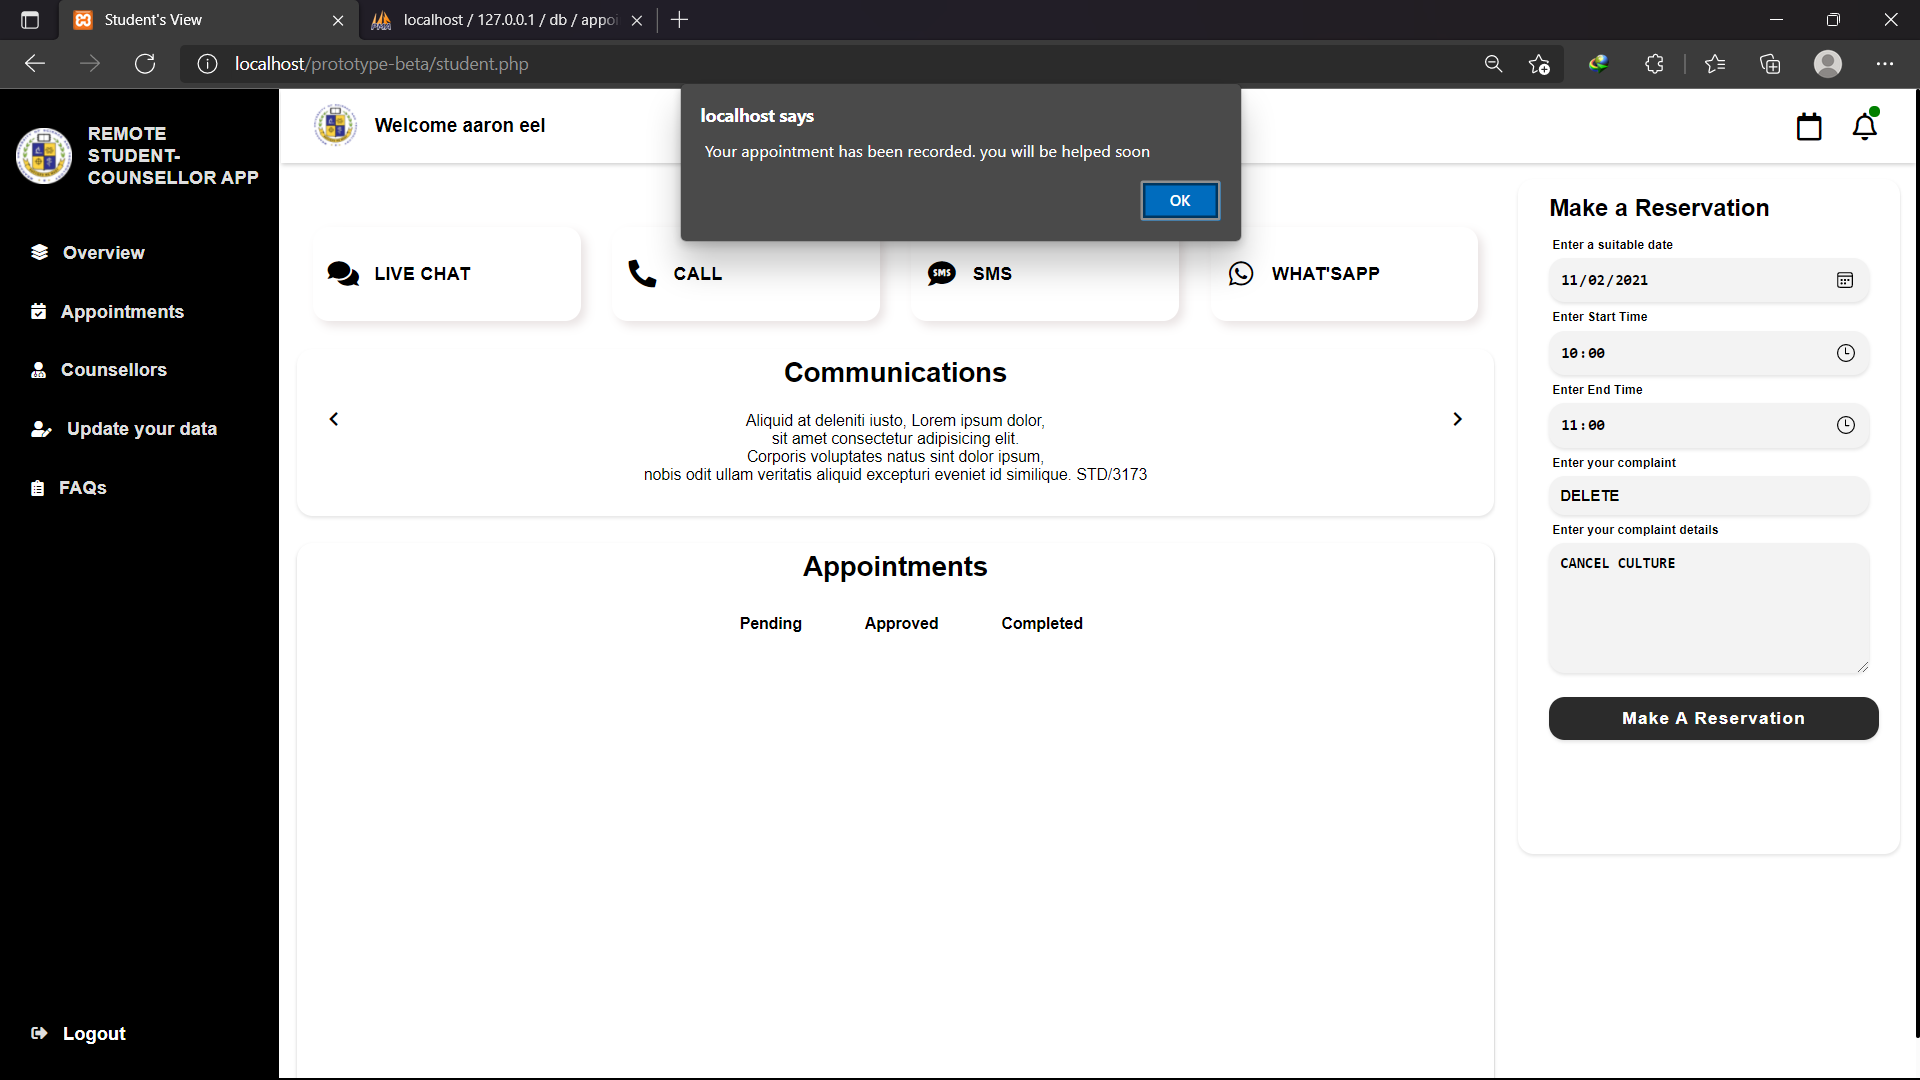 Student's View
localhost / 127.0.0.1 / db / appoi
localhost/prototype-beta/student.php
REMOTE
STUDENT-
COUNSELLOR APP
Overview
Appointments
Counsellors
Update your data
FAQs
Logout
Welcome aaron eel
localhost says
Your appointment has been recorded. you will be helped soon
OK
LIVE CHAT
CALL
SMS
SMS
WHAT'SAPP
Communications
Aliquid at deleniti iusto, Lorem ipsum dolor,
sit amet consectetur adipisicing elit.
Corporis voluptates natus sint dolor ipsum,
nobis odit ullam veritatis aliquid excepturi eveniet id similique. STD/3173
Appointments
Pending Approved Completed
Make a Reservation
Enter a suitable date
11/02/2021
Enter Start Time
10:00
Enter End Time
11:00
Enter your complaint
DELETE
Enter your complaint details
CANCEL CULTURE
Make A Reservation